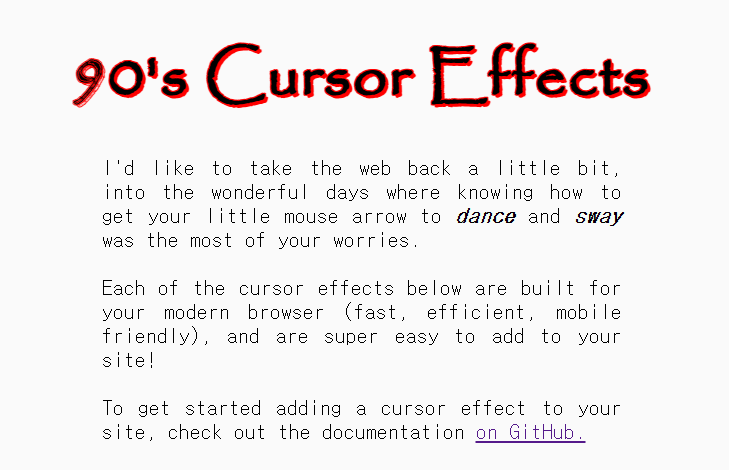 90's Cursor Effects
I'd like to take the web back a little bit,
into the wonderful days where knowing how to
get your little mouse arrow to dance and sway
was the most of your worries.
Each of the cursor effects below are built for
your modern browser (fast, efficient, mobile
friendly), and are super easy to add to your
site!
To get started adding a cursor effect to your
site, check out the documentation on GitHub.